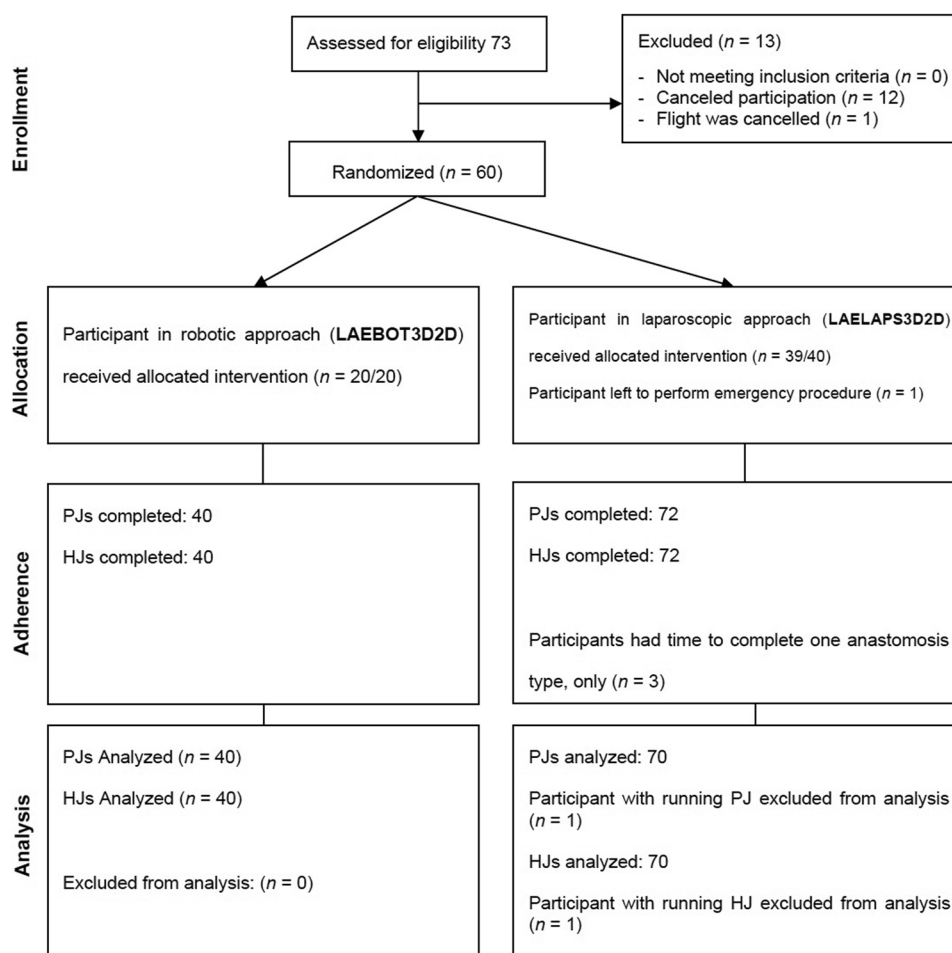 Enrollment
Assessed for eligibility 73
Excluded (n = 13)
- Not meeting inclusion criteria (n = 0)
- Canceled participation (n = 12)
- Flight was cancelled (n = 1)
Randomized (n = 60)
Allocation
Participant in robotic approach (LAEBOT3D2D)
received allocated intervention (n = 20/20)
Participant in laparoscopic approach (LAELAPS3D2D)
received allocated intervention (n = 39/40)
Participant left to perform emergency procedure (n = 1)
Adherence
PJs completed: 40
HJs completed: 40
PJs completed: 72
HJs completed: 72
Participants had time to complete one anastomosis
type, only (n = 3)
Analysis
PJs Analyzed (n = 40)
HJs Analyzed (n = 40)
Excluded from analysis: (n = 0)
PJs analyzed: 70
Participant with running PJ excluded from analysis
(n = 1)
HJs analyzed: 70
Participant with running HJ excluded from analysis
(n = 1)